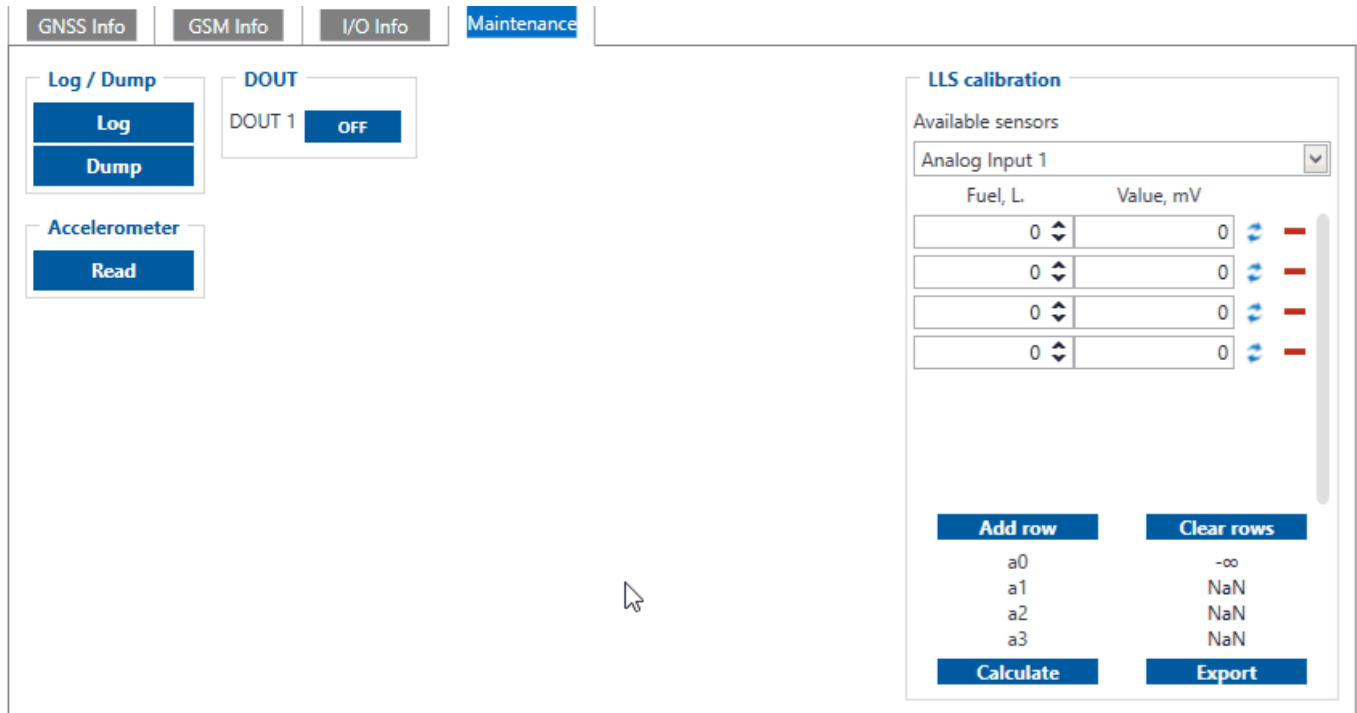 GNSS Info GSM Info I/O Info Maintenance
Log / Dump
Log
Dump
DOUT
DOUT 1 OFF
Accelerometer
Read
LLS calibration
Available sensors
Analog Input 1
Fuel, L. Value, mV
0 0
0 0
0 0
0 0
Add row Clear rows
a0 -∞
a1 NaN
a2 NaN
a3 NaN
Calculate Export